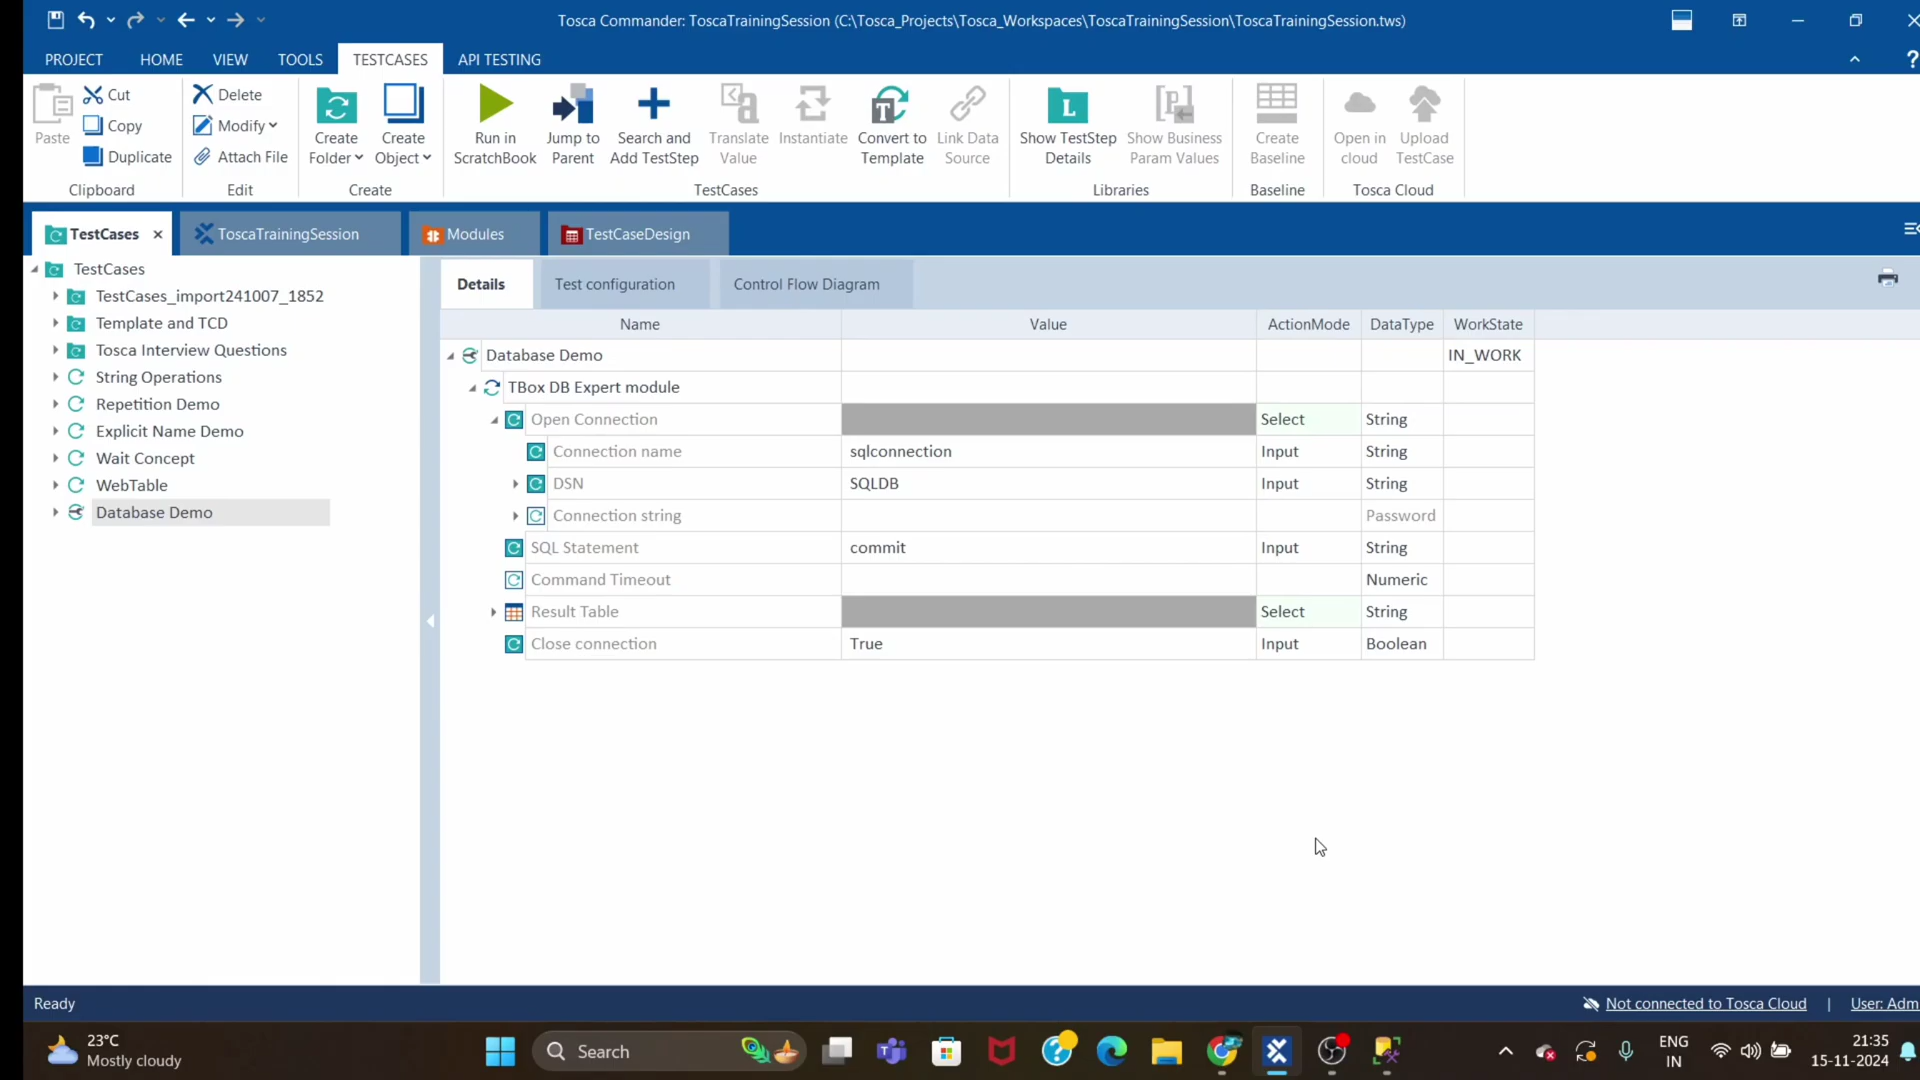 Tosca Commander: ToscaTrainingSession (C:\Tosca_Projects\Tosca_Workspaces\ToscaTrainingSession\ToscaTrainingSession.tws)
PROJECT HOME VIEW TOOLS TESTCASES API TESTING
Paste
Cut
Copy
Duplicate
Clipboard
Delete
Modify
Attach File
Edit
Create Folder
Create Object
Create
Run in ScratchBook
Jump to Parent
Search and Add TestStep
Translate Value
Instantiate
Convert to Template
Link Data Source
TestCases
Show TestStep Details
Show Business Param Values
Libraries
Create Baseline
Baseline
Open in cloud
Upload TestCase
Tosca Cloud
TestCases ToscaTrainingSession Modules TestCaseDesign
TestCases
TestCases_import241007_1852
Template and TCD
Tosca Interview Questions
String Operations
Repetition Demo
Explicit Name Demo
Wait Concept
WebTable
Database Demo
Details Test configuration Control Flow Diagram
Name Value ActionMode DataType WorkState
Database Demo IN_WORK
TBox DB Expert module
Open Connection Select String
Connection name sqlconnection Input String
DSN SQLDB Input String
Connection string Password
SQL Statement commit Input String
Command Timeout Numeric
Result Table Select String
Close connection True Input Boolean
Ready Not connected to Tosca Cloud | User: Adm
23°C
Mostly cloudy
Search
ENG
IN
21:35
15-11-2024